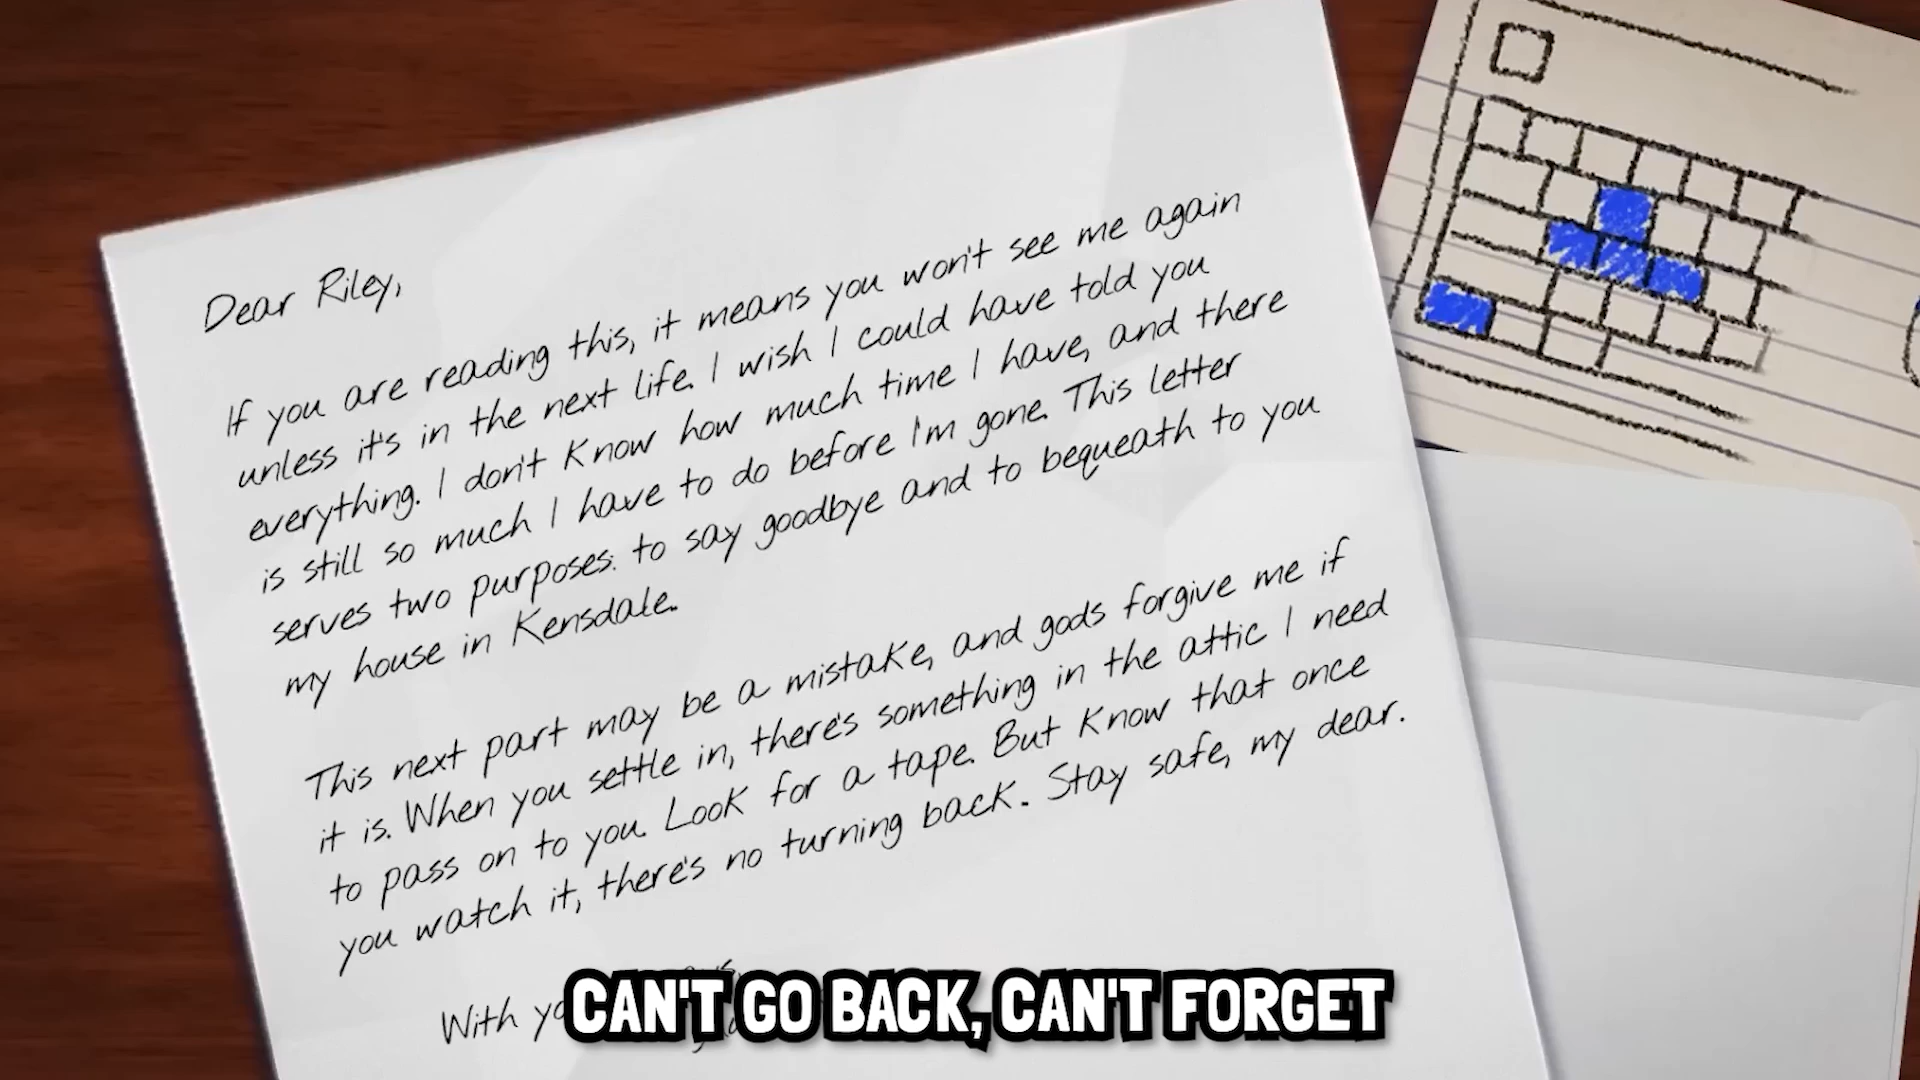 Dear Riley,
If you are reading this, it means you won't see me again
unless it's in the next life. I wish I could have told you
everything. I don't know how much time I have, and there
is still so much I have to do before I'm gone. This letter
serves two purposes: to say goodbye and to bequeath to you
my house in Kensdale.
This next part may be a mistake, and gods forgive me if
it is. When you settle in, there's something in the attic I need
to pass on to you. Look for a tape. But know that once
you watch it, there's no turning back. Stay safe, my dear.
With
CAN'T GO BACK, CAN'T FORGET